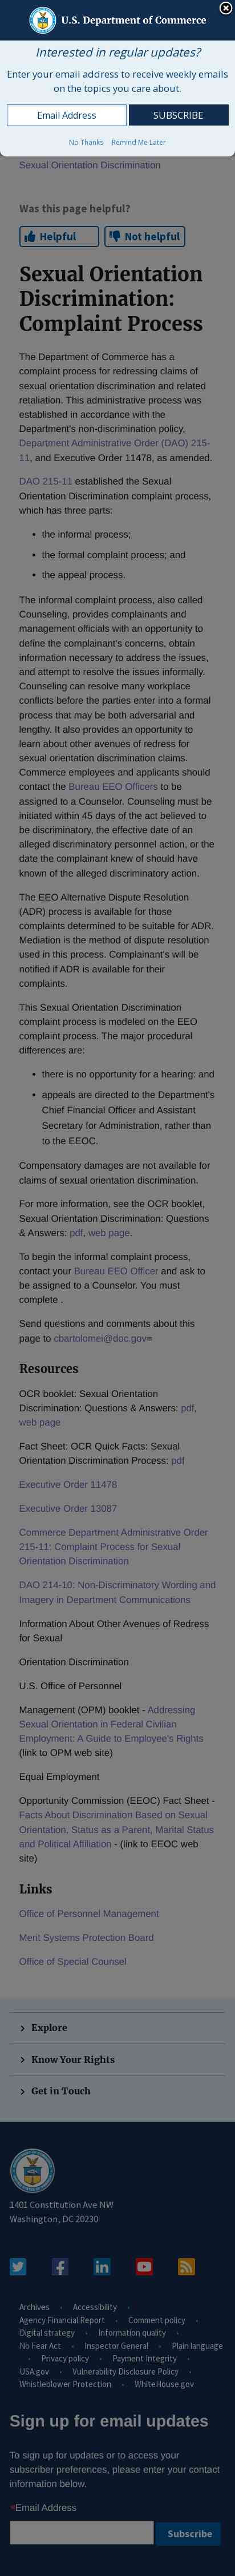 U.S. Department of Commerce
Interested in regular updates?
Enter your email address to receive weekly emails
on the topics you care about.
Email Address
SUBSCRIBE
No Thanks
Remind Me Later
Sexual Orientation Discrimination
Was this page helpful?
Helpful
Not helpful
Sexual Orientation
Discrimination:
Complaint Process
The Department of Commerce has a
complaint process for redressing claims of
sexual orientation discrimination and related
retaliation. This administrative process was
established in accordance with the
Department's non-discrimination policy,
Department Administrative Order (DAO) 215-
11, and Executive Order 11478, as amended.
DAO 215-11 established the Sexual
Orientation Discrimination complaint process,
which has three parts:
• the informal process;
• the formal complaint process; and
• the appeal process.
The informal complaint process, also called
Counseling, provides complainants and
management officials with an opportunity to
define the complainant's concerns, obtain
information necessary to address the issues,
and attempt to resolve the issues informally.
Counseling can resolve many workplace
conflicts before the parties enter into a formal
process that may be both adversarial and
lengthy. It also provides an opportunity to
learn about other avenues of redress for
sexual orientation discrimination claims.
Commerce employees and applicants should
contact the Bureau EEO Officers to be
assigned to a Counselor. Counseling must be
initiated within 45 days of the act believed to
be discriminatory, the effective date of an
alleged discriminatory personnel action, or the
date he or she knew or should have known
of the alleged discriminatory action.
The EEO Alternative Dispute Resolution
(ADR) process is available for those
complaints determined to be suitable for ADR.
Mediation is the method of dispute resolution
used in this process. Complainant's will be
notified of ADR is available for their
complaints.
This Sexual Orientation Discrimination
complaint process is modeled on the EEO
complaint process. The major procedural
differences are:
• there is no opportunity for a hearing: and
• appeals are directed to the Department's
Chief Financial Officer and Assistant
Secretary for Administration, rather than
to the EEOC.
Compensatory damages are not available for
claims of sexual orientation discrimination.
For more information, see the OCR booklet,
Sexual Orientation Discrimination: Questions
& Answers: pdf, web page.
To begin the informal complaint process,
contact your Bureau EEO Officer and ask to
be assigned to a Counselor. You must
complete .
Send questions and comments about this
page to cbartolomei@doc.gov
Resources
OCR booklet: Sexual Orientation
Discrimination: Questions & Answers: pdf,
web page
Fact Sheet: OCR Quick Facts: Sexual
Orientation Discrimination Process: pdf
Executive Order 11478
Executive Order 13087
Commerce Department Administrative Order
215-11: Complaint Process for Sexual
Orientation Discrimination
DAO 214-10: Non-Discriminatory Wording and
Imagery in Department Communications
Information About Other Avenues of Redress
for Sexual
Orientation Discrimination
U.S. Office of Personnel
Management (OPM) booklet - Addressing
Sexual Orientation in Federal Civilian
Employment: A Guide to Employee's Rights
(link to OPM web site)
Equal Employment
Opportunity Commission (EEOC) Fact Sheet -
Facts About Discrimination Based on Sexual
Orientation, Status as a Parent, Marital Status
and Political Affiliation - (link to EEOC web
site)
Links
Office of Personnel Management
Merit Systems Protection Board
Office of Special Counsel
Explore
Know Your Rights
Get in Touch
1401 Constitution Ave NW
Washington, DC 20230
Archives • Accessibility •
Agency Financial Report • Comment policy •
Digital strategy • Information quality •
No Fear Act • Inspector General • Plain language
• Privacy policy • Payment Integrity •
USA.gov • Vulnerability Disclosure Policy •
Whistleblower Protection • WhiteHouse.gov
Sign up for email updates
To sign up for updates or to access your
subscriber preferences, please enter your contact
information below.
*Email Address
Subscribe